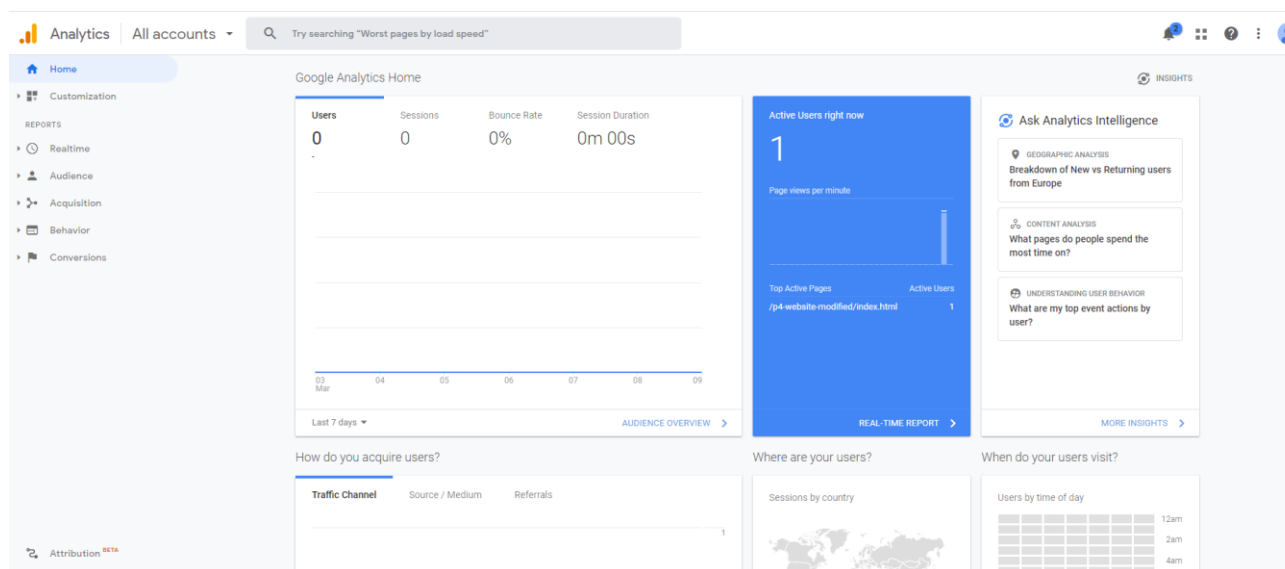 Analytics
All accounts
Try searching “Worst pages by load speed”
2
Home
Customization
REPORTS
Realtime
Audience
Acquisition
Behavior
Conversions
Attribution BETA
Google Analytics Home
INSIGHTS
Users
0
-
Sessions
0
Bounce Rate
0%
Session Duration
0m 00s
03 04 05 06 07 08 09
Mar
Last 7 days
AUDIENCE OVERVIEW
Active Users right now
1
Page views per minute
Top Active Pages Active Users
/p4-website-modified/index.html 1
REAL-TIME REPORT
Ask Analytics Intelligence
GEOGRAPHIC ANALYSIS
Breakdown of New vs Returning users
from Europe
CONTENT ANALYSIS
What pages do people spend the
most time on?
UNDERSTANDING USER BEHAVIOR
What are my top event actions by
user?
MORE INSIGHTS
How do you acquire users?
Traffic Channel Source / Medium Referrals
1
Where are your users?
Sessions by country
When do your users visit?
Users by time of day
12am
2am
4am